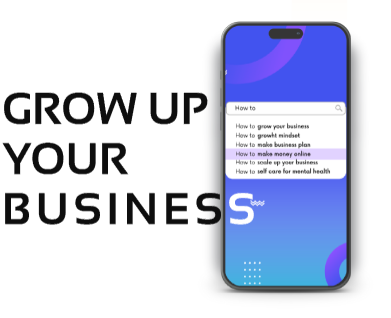 GROW UP
YOUR
BUSINESS
How to
How to grow your business
How to growht mindset
How to make business plan
How to make money online
How to scale up your business
How to self care for mental health